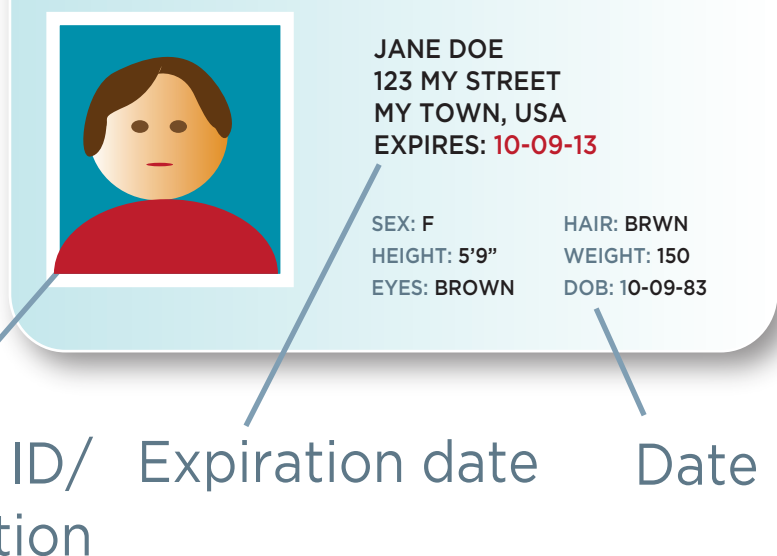 JANE DOE
123 MY STREET
MY TOWN, USA
EXPIRES: 10-09-13
SEX: F HAIR: BRWN
HEIGHT: 5'9” WEIGHT: 150
EYES: BROWN DOB: 10-09-83
ID/ Expiration date Date
tion